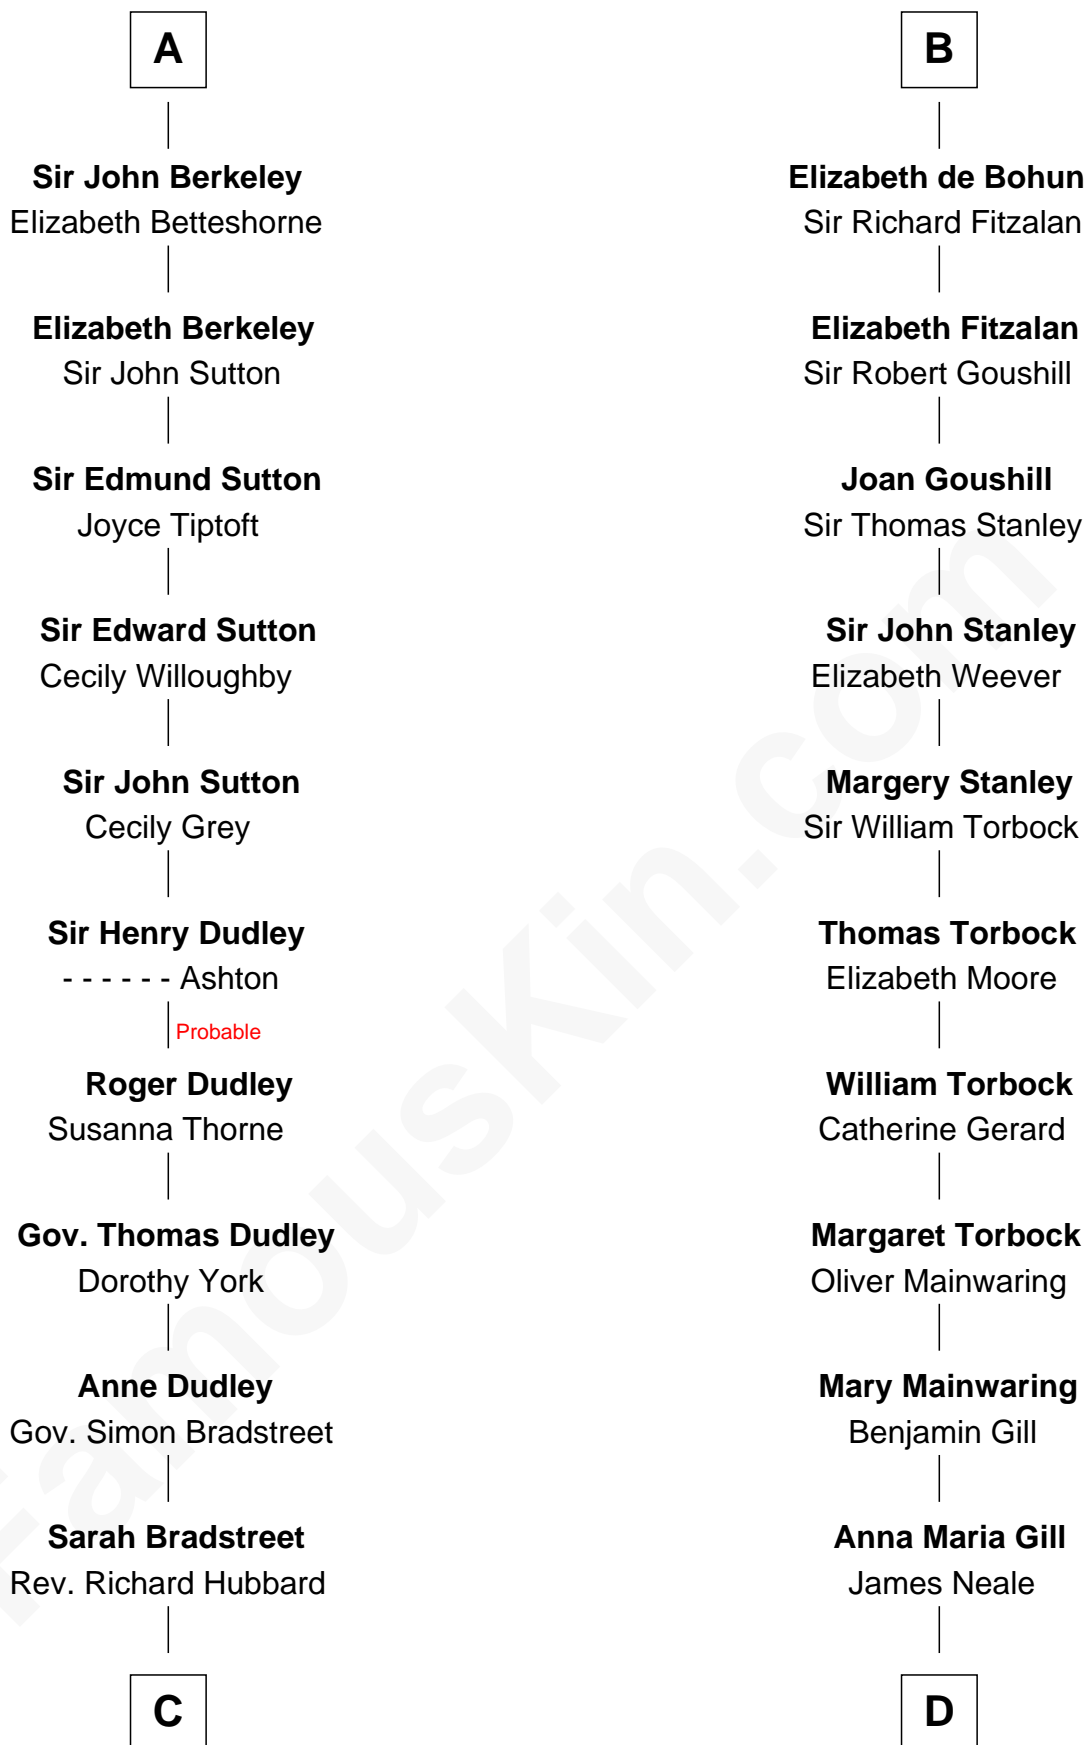 A
Sir John Berkeley
Elizabeth Betteshorne
Elizabeth Berkeley
Sir John Sutton
Sir Edmund Sutton
Joyce Tiptoft
Sir Edward Sutton
Cecily Willoughby
Sir John Sutton
Cecily Grey
Sir Henry Dudley
- - - - - - Ashton
Probable
Roger Dudley
Susanna Thorne
Gov. Thomas Dudley
Dorothy York
Anne Dudley
Gov. Simon Bradstreet
Sarah Bradstreet
Rev. Richard Hubbard
C
B
Elizabeth de Bohun
Sir Richard Fitzalan
Elizabeth Fitzalan
Sir Robert Goushill
Joan Goushill
Sir Thomas Stanley
Sir John Stanley
Elizabeth Weever
Margery Stanley
Sir William Torbock
Thomas Torbock
Elizabeth Moore
William Torbock
Catherine Gerard
Margaret Torbock
Oliver Mainwaring
Mary Mainwaring
Benjamin Gill
Anna Maria Gill
James Neale
D
FamousKin.com